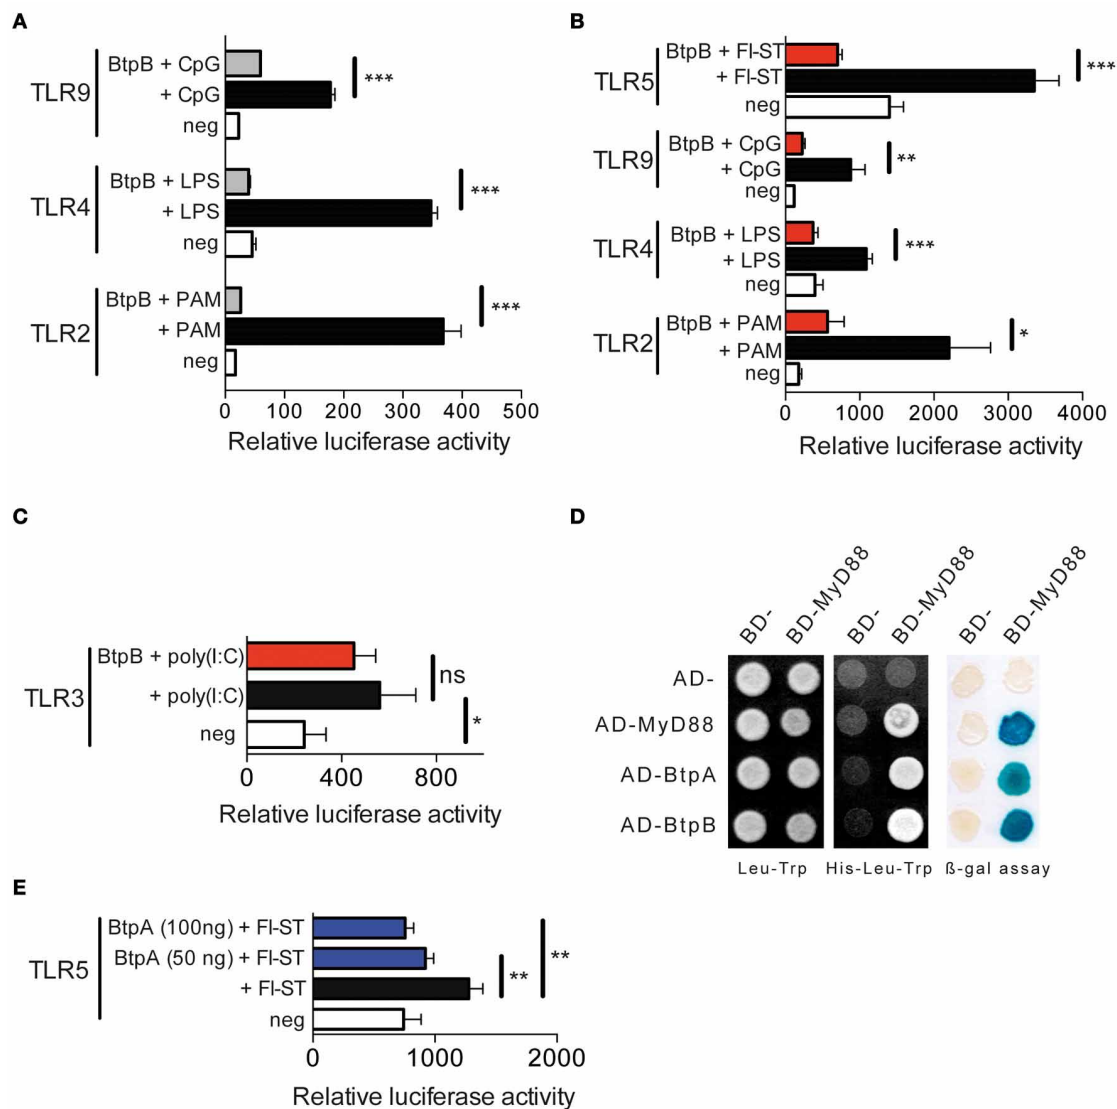 A
TLR9
BtpB + CpG
+ CpG
neg
***
TLR4
BtpB + LPS
+ LPS
neg
***
TLR2
BtpB + PAM
+ PAM
neg
***
0 100 200 300 400 500
Relative luciferase activity
B
TLR5
BtpB + Fl-ST
+ Fl-ST
neg
***
TLR9
BtpB + CpG
+ CpG
neg
**
TLR4
BtpB + LPS
+ LPS
neg
***
TLR2
BtpB + PAM
+ PAM
neg
*
0 1000 2000 3000 4000
Relative luciferase activity
C
TLR3
BtpB + poly(I:C)
+ poly(I:C)
neg
ns
*
0 400 800
Relative luciferase activity
D
BD- BD-MyD88 BD- BD-MyD88 BD- BD-MyD88
AD-
AD-MyD88
AD-BtpA
AD-BtpB
Leu-Trp His-Leu-Trp ß-gal assay
E
TLR5
BtpA (100ng) + Fl-ST
BtpA (50 ng) + Fl-ST
+ Fl-ST
neg
**
**
0 1000 2000
Relative luciferase activity